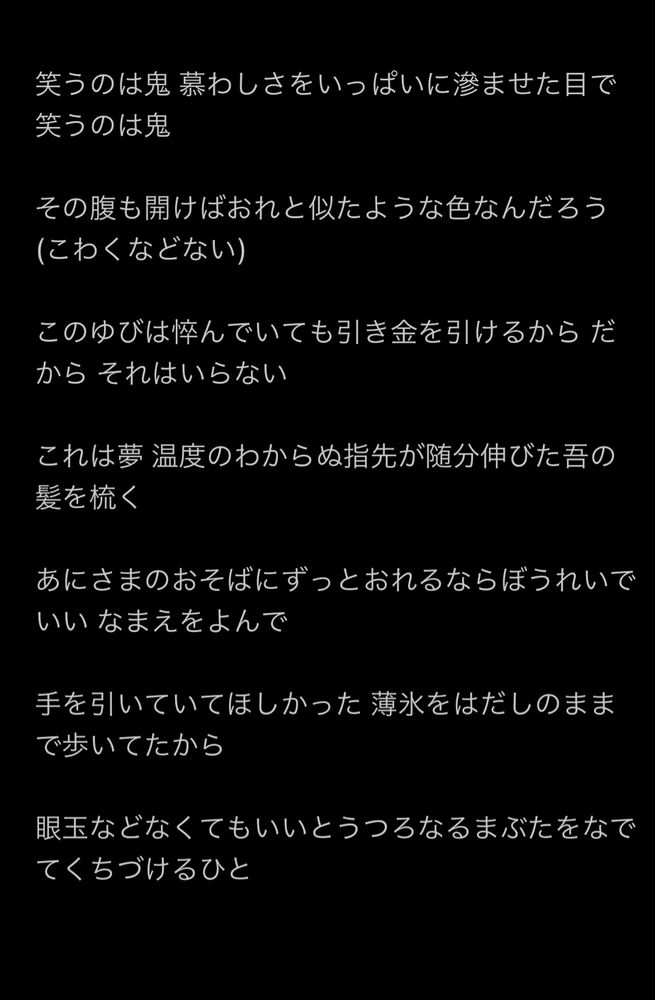 笑うのは鬼 慕わしさをいっぱいに滲ませた目で
笑うのは鬼
その腹も開けばおれと似たような色なんだろう
(こわくなどない)
このゆびは悴んでいても引き金を引けるから だ
から それはいらない
これは夢 温度のわからぬ指先が随分伸びた吾の
髪を梳く
あにさまのおそばにずっとおれるならぼうれいで
いい なまえをよんで
手を引いていてほしかった 薄氷をはだしのまま
で歩いてたから
眼玉などなくてもいいとうつろなるまぶたをなで
てくちづけるひと